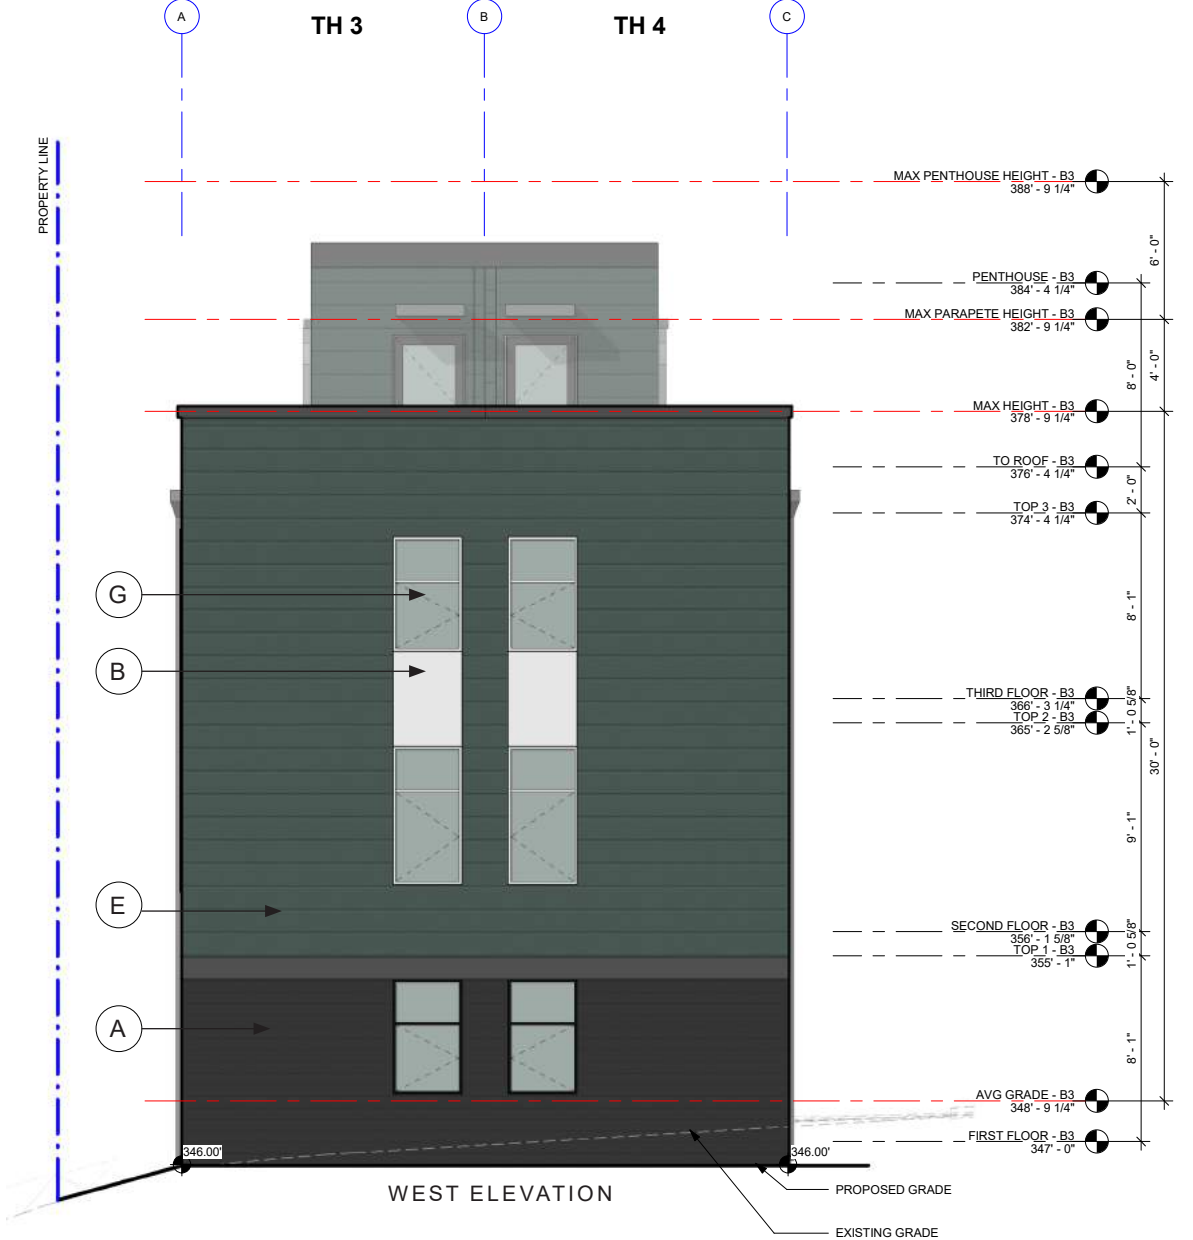 A
TH 3
B
TH 4
C
PROPERTY LINE
MAX PENTHOUSE HEIGHT - B3
388' - 9 1/4"
6' - 0"
PENTHOUSE - B3
384' - 4 1/4"
MAX PARAPETE HEIGHT - B3
382' - 9 1/4"
8' - 0"
4' - 0"
MAX HEIGHT - B3
378' - 9 1/4"
TO ROOF - B3
376' - 4 1/4"
2' - 0"
TOP 3 - B3
374' - 4 1/4"
G
8' - 1"
B
THIRD FLOOR - B3
366' - 3 1/4"
1' - 0 5/8"
TOP 2 - B3
365' - 2 5/8"
30' - 0"
9' - 1"
E
SECOND FLOOR - B3
356' - 1 5/8"
1' - 0 5/8"
TOP 1 - B3
355' - 1"
A
8' - 1"
AVG GRADE - B3
348' - 9 1/4"
FIRST FLOOR - B3
347' - 0"
346.00'
346.00'
WEST ELEVATION
PROPOSED GRADE
EXISTING GRADE